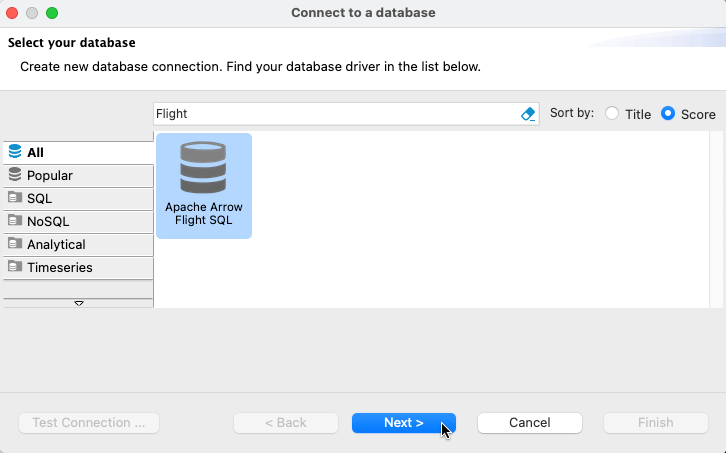 Connect to a database
Select your database
Create new database connection. Find your database driver in the list below.
Flight
Sort by:
Title
Score
All
Popular
SQL
NoSQL
Analytical
Timeseries
Apache Arrow
Flight SQL
Test Connection ...
< Back
Next >
Cancel
Finish